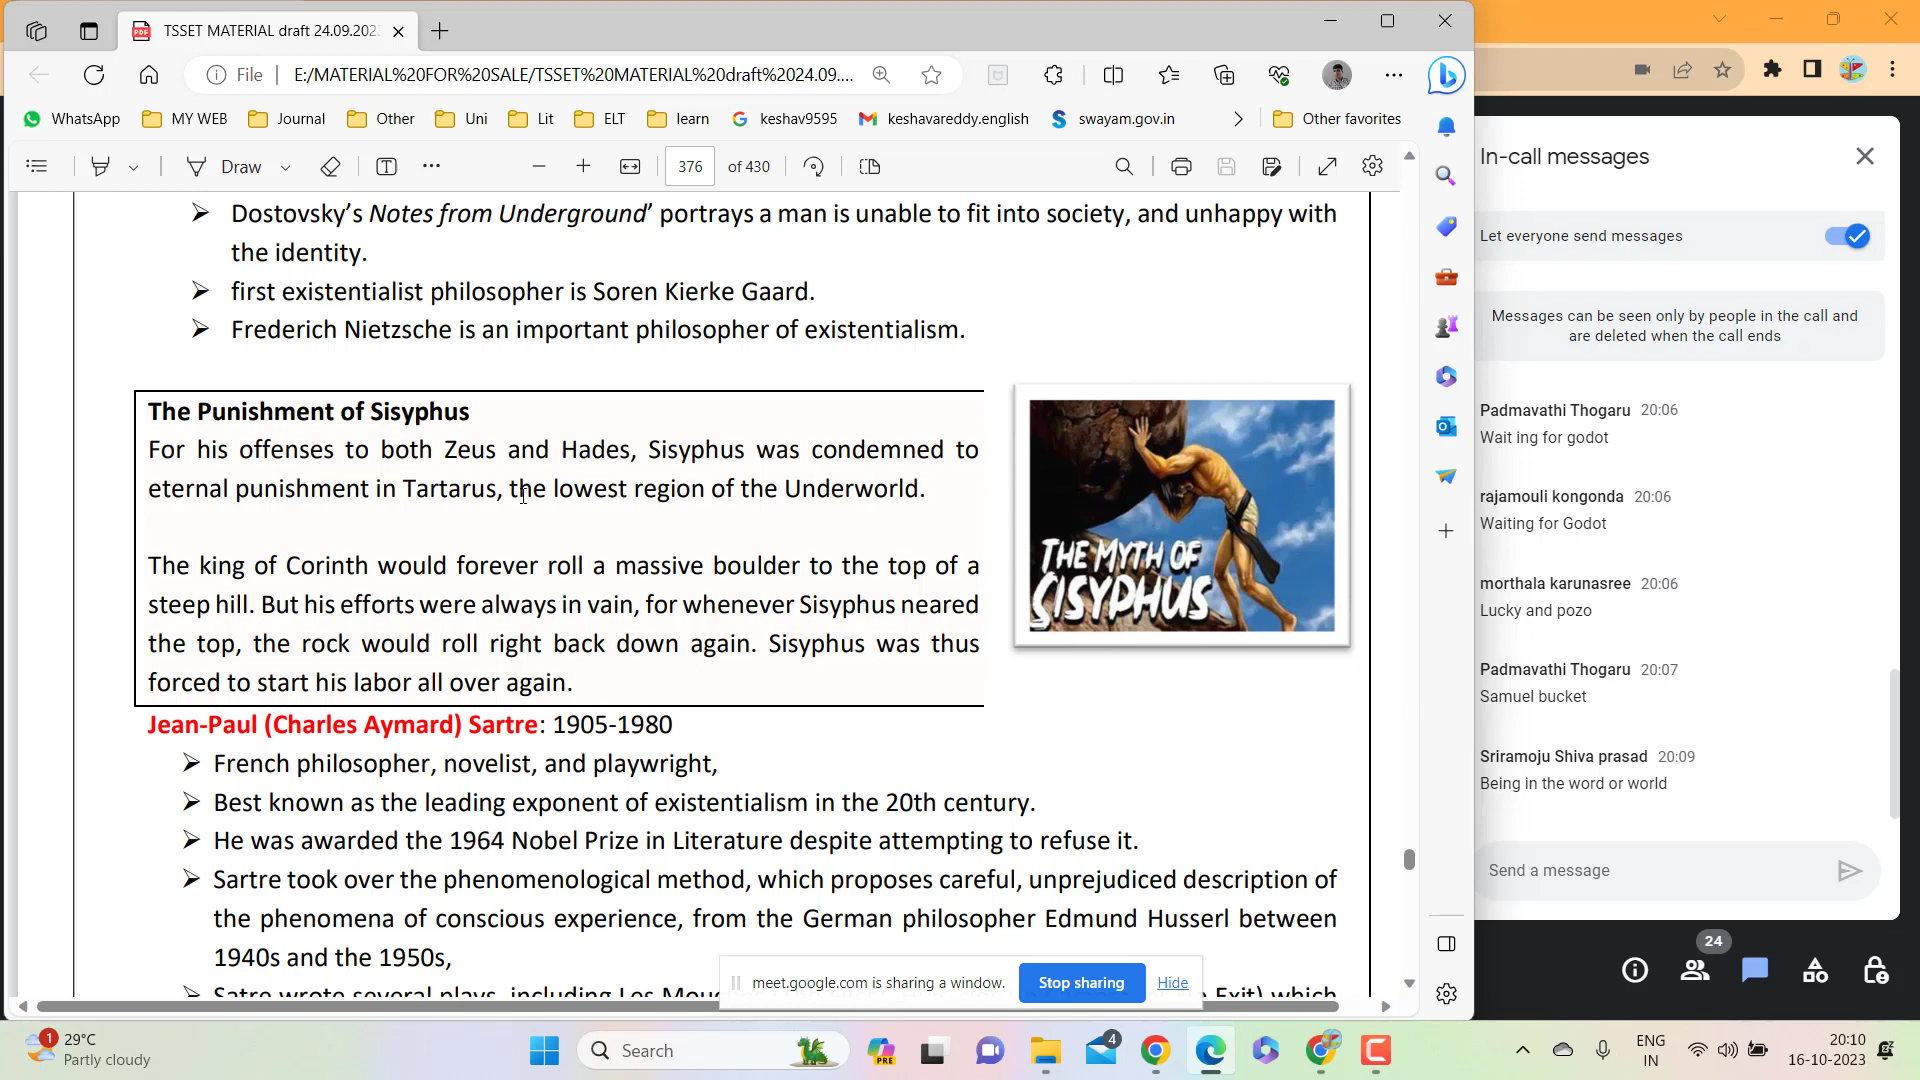 TSSET MATERIAL draft 24.09.202
File
E:/MATERIAL%20FOR%20SALE/TSSET%20MATERIAL%20draft%2024.09....
WhatsApp
MY WEB
Journal
Other
Uni
Lit
ELT
learn
keshav9595
keshavareddy.english
swayam.gov.in
Other favorites
Draw
376
of 430
Dostovsky's Notes from Underground' portrays a man is unable to fit into society, and unhappy with
the identity.
first existentialist philosopher is Soren Kierke Gaard.
Frederich Nietzsche is an important philosopher of existentialism.
The Punishment of Sisyphus
For his offenses to both Zeus and Hades, Sisyphus was condemned to
eternal punishment in Tartarus, the lowest region of the Underworld.
The king of Corinth would forever roll a massive boulder to the top of a
steep hill. But his efforts were always in vain, for whenever Sisyphus neared
the top, the rock would roll right back down again. Sisyphus was thus
forced to start his labor all over again.
THE MYTH OF
SISYPHUS
Jean-Paul (Charles Aymard) Sartre: 1905-1980
French philosopher, novelist, and playwright,
Best known as the leading exponent of existentialism in the 20th century.
He was awarded the 1964 Nobel Prize in Literature despite attempting to refuse it.
Sartre took over the phenomenological method, which proposes careful, unprejudiced description of
the phenomena of conscious experience, from the German philosopher Edmund Husserl between
1940s and the 1950s,
Satre wrote several plays, including Les Exit) which
meet.google.com is sharing a window.
Stop sharing
Hide
In-call messages
Let everyone send messages
Messages can be seen only by people in the call and
are deleted when the call ends
Padmavathi Thogaru 20:06
Wait ing for godot
rajamouli kongonda 20:06
Waiting for Godot
morthala karunasree 20:06
Lucky and pozo
Padmavathi Thogaru 20:07
Samuel bucket
Sriramoju Shiva prasad 20:09
Being in the word or world
Send a message
24
1
29°C
Partly cloudy
Search
PRE
4
ENG
IN
20:10
16-10-2023